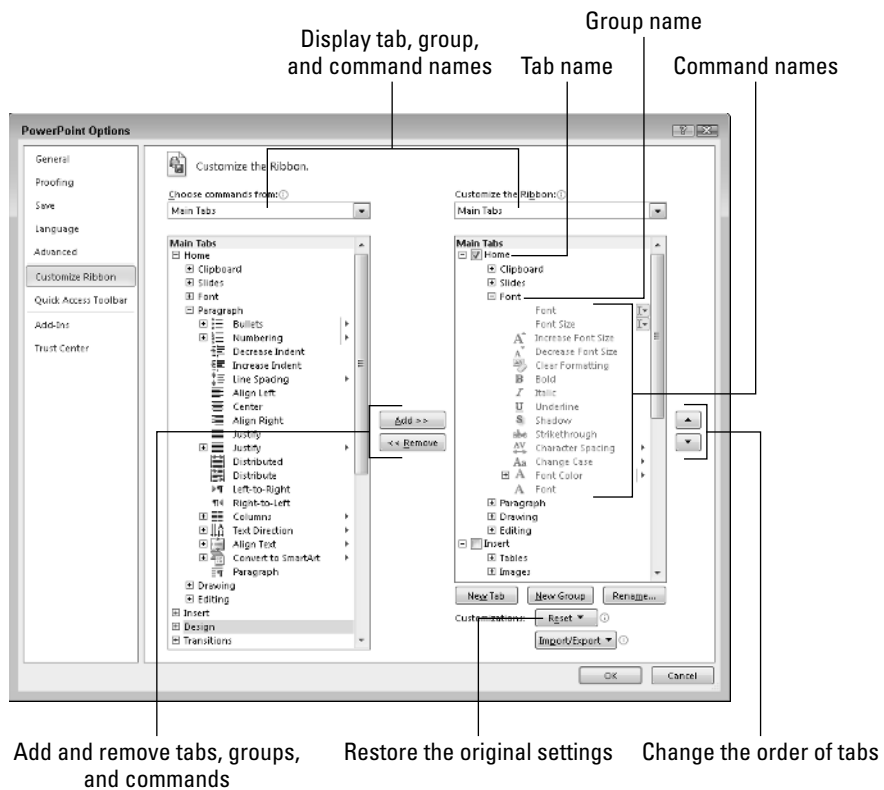 Group name
Display tab, group,
and command names
Tab name
Command names
PowerPoint Options
General
Proofing
Save
Language
Advanced
Customize Ribbon
Quick Access Toolbar
Add-Ins
Trust Center
Customize the Ribbon.
Choose commands from:
Main Tabs
Main Tabs
Home
Clipboard
Slides
Font
Paragraph
Bullets
Numbering
Decrease Indent
Increase Indent
Line Spacing
Align Left
Center
Align Right
Justify
Justify
Distributed
Distribute
Left-to-Right
Right-to-Left
Columns
Text Direction
Align Text
Convert to SmartArt
Paragraph
Drawing
Editing
Insert
Design
Transitions
Add >>
<< Remove
Customize the Ribbon:
Main Tabs
Main Tabs
Home
Clipboard
Slides
Font
Font
Font Size
Increase Font Size
Decrease Font Size
Clear Formatting
B Bold
I Italic
U Underline
S Shadow
abc Strikethrough
AV Character Spacing
Aa Change Case
A Font Color
A Font
Paragraph
Drawing
Editing
Insert
Tables
Images
New Tab
New Group
Rename...
Customizations:
Reset
Import/Export
OK
Cancel
Add and remove tabs, groups,
and commands
Restore the original settings
Change the order of tabs